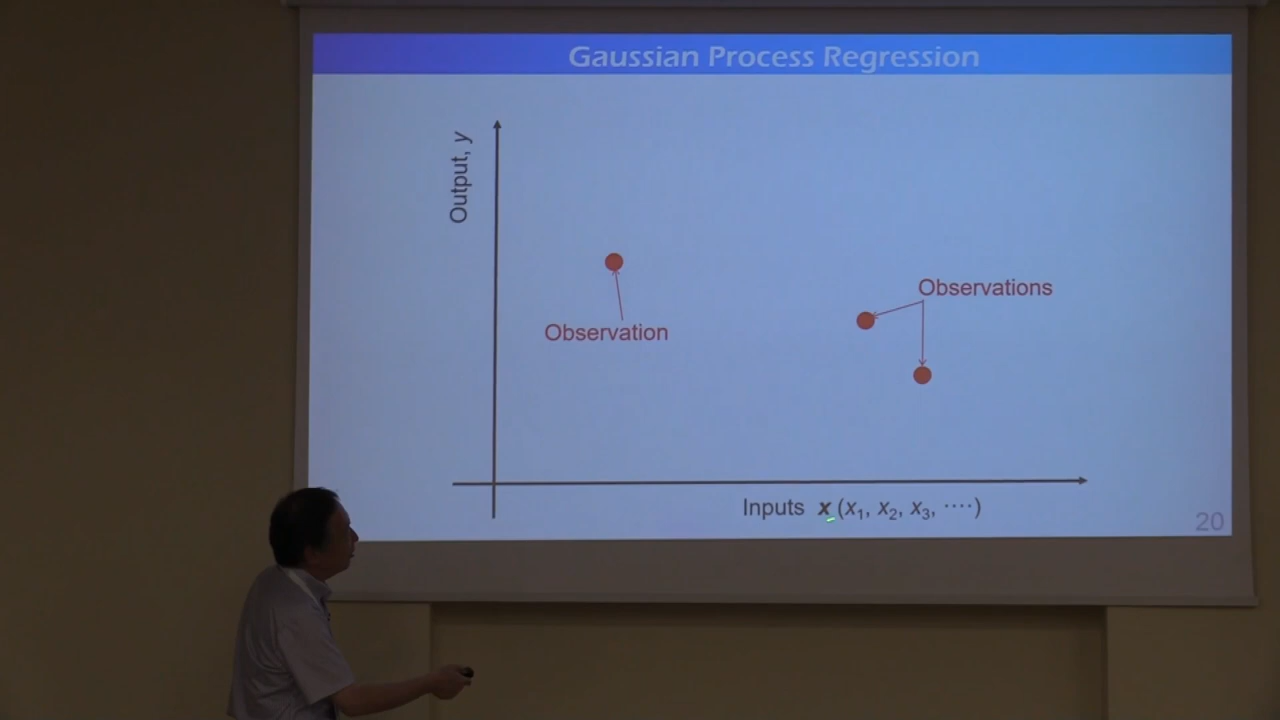 Gaussian Process Regression
Output, y
Observation
Observations
Inputs x (x₁, x₂, x₃, ····)
20